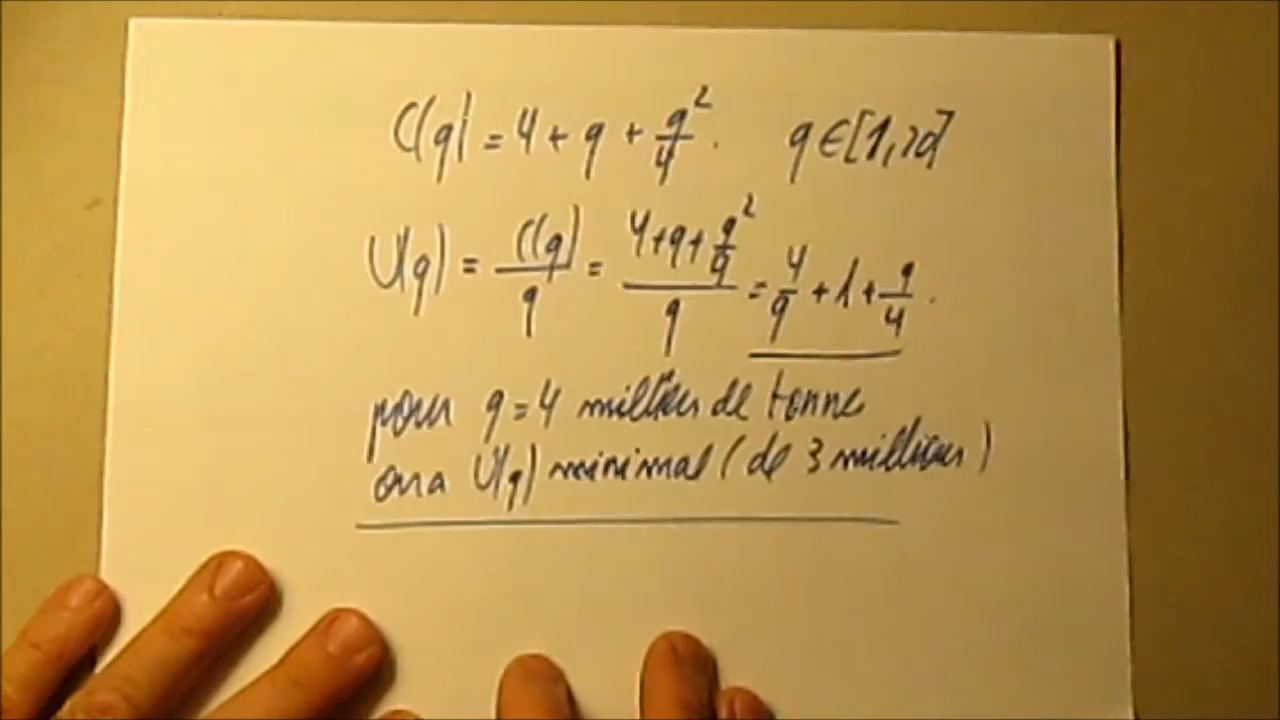 C(q) = 4 + q + q²/4 . q ∈ [1,10]
U(q) = C(q)/q = (4+q+q²/4)/q = 4/q + 1 + q/4 .
pour q = 4 milliers de tonne
on a U(q) minimal (de 3 millions)